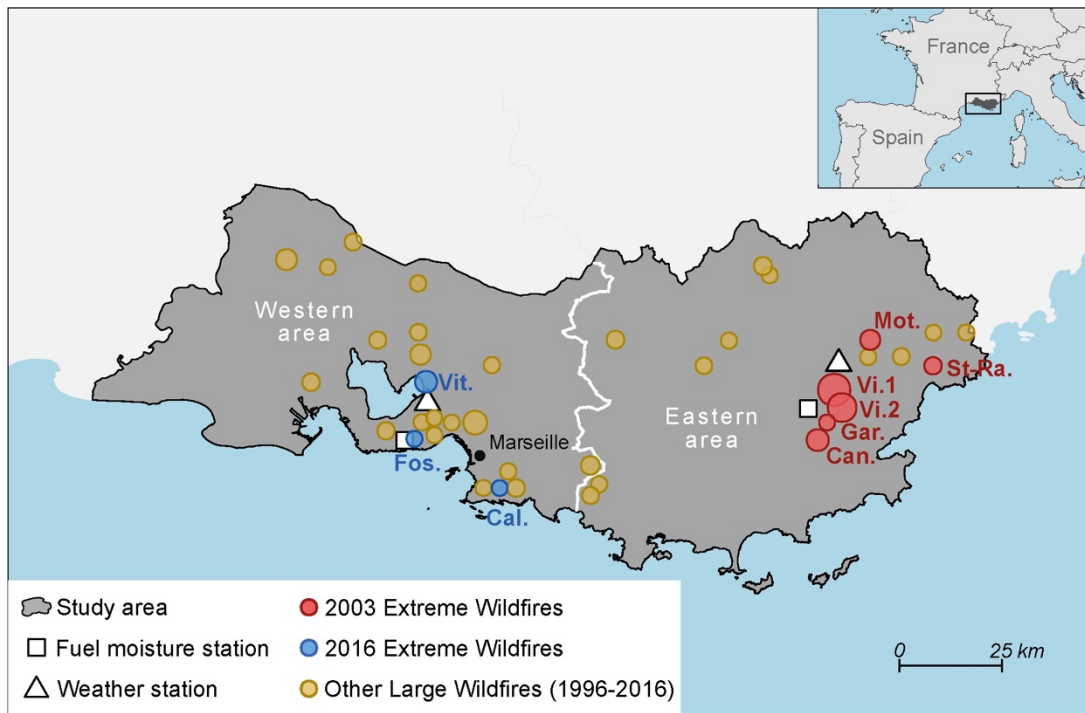 France
Spain
Western
area
Mot.
St-Ra.
Vit.
Vi.1
Vi.2
Eastern
area
Gar.
Marseille
Can.
Fos.
Cal.
Study area
2003 Extreme Wildfires
Fuel moisture station
2016 Extreme Wildfires
Weather station
Other Large Wildfires (1996-2016)
0 25 km